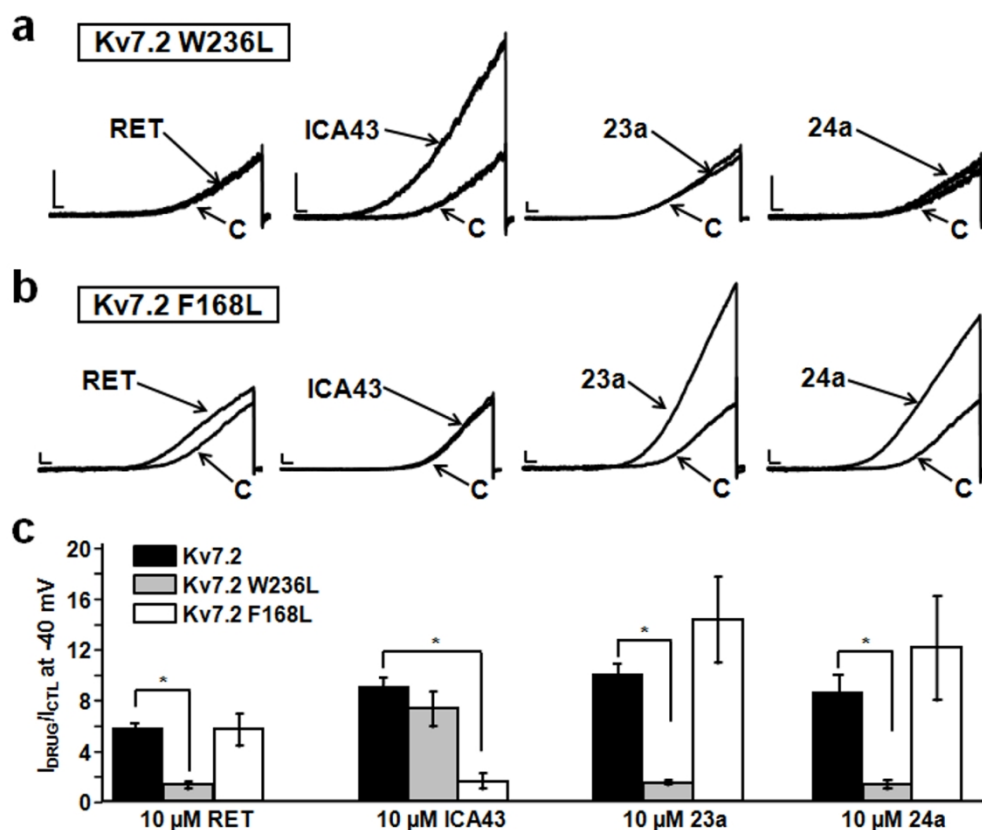 a
Kv7.2 W236L
RET
C
ICA43
C
23a
C
24a
C
b
Kv7.2 F168L
RET
C
ICA43
C
23a
C
24a
C
c
I_DRUG/I_CTL at -40 mV
20
16
12
8
4
0
Kv7.2
Kv7.2 W236L
Kv7.2 F168L
*
*
*
*
10 µM RET
10 µM ICA43
10 µM 23a
10 µM 24a